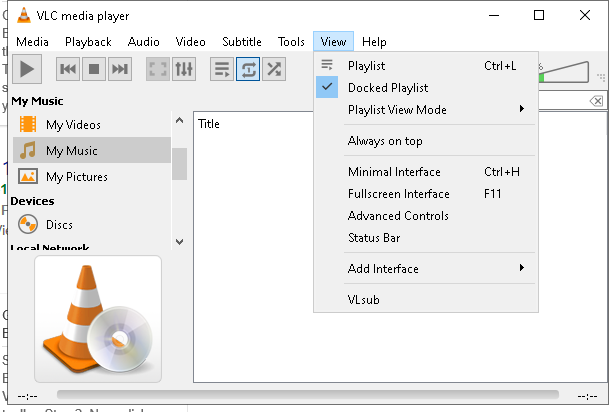 VLC media player
Media Playback Audio Video Subtitle Tools View Help
Playlist Ctrl+L
Docked Playlist
Playlist View Mode
Always on top
Minimal Interface Ctrl+H
Fullscreen Interface F11
Advanced Controls
Status Bar
Add Interface
VLsub
%
My Music
My Videos
My Music
My Pictures
Devices
Discs
Local Network
Title
--:-- --:--